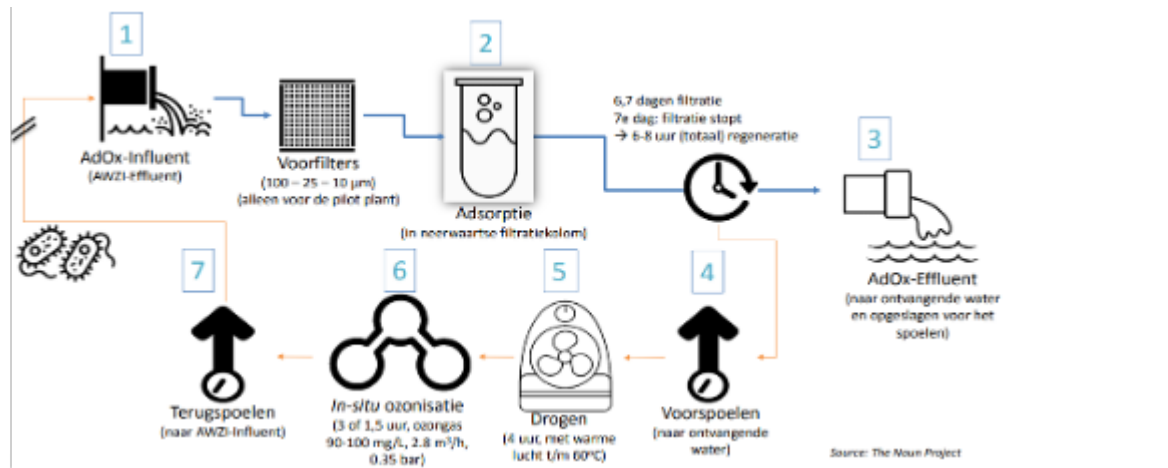 1
AdOx-Influent
(AWZI-Effluent)
Voorfilters
(100 – 25 – 10 µm)
(alleen voor de pilot plant)
2
Adsorptie
(in neerwaartse filtratiekolom)
6,7 dagen filtratie
7e dag: filtratie stopt
→ 6-8 uur (totaal) regeneratie
3
AdOx-Effluent
(naar ontvangende water
en opgeslagen voor het
spoelen)
4
Voorspoelen
(naar ontvangende
water)
5
Drogen
(4 uur, met warme
lucht t/m 60°C)
6
In-situ ozonisatie
(3 of 1,5 uur, ozongas
90-100 mg/L, 2.8 m³/h,
0.35 bar)
7
Terugspoelen
(naar AWZI-Influent)
Source: The Noun Project